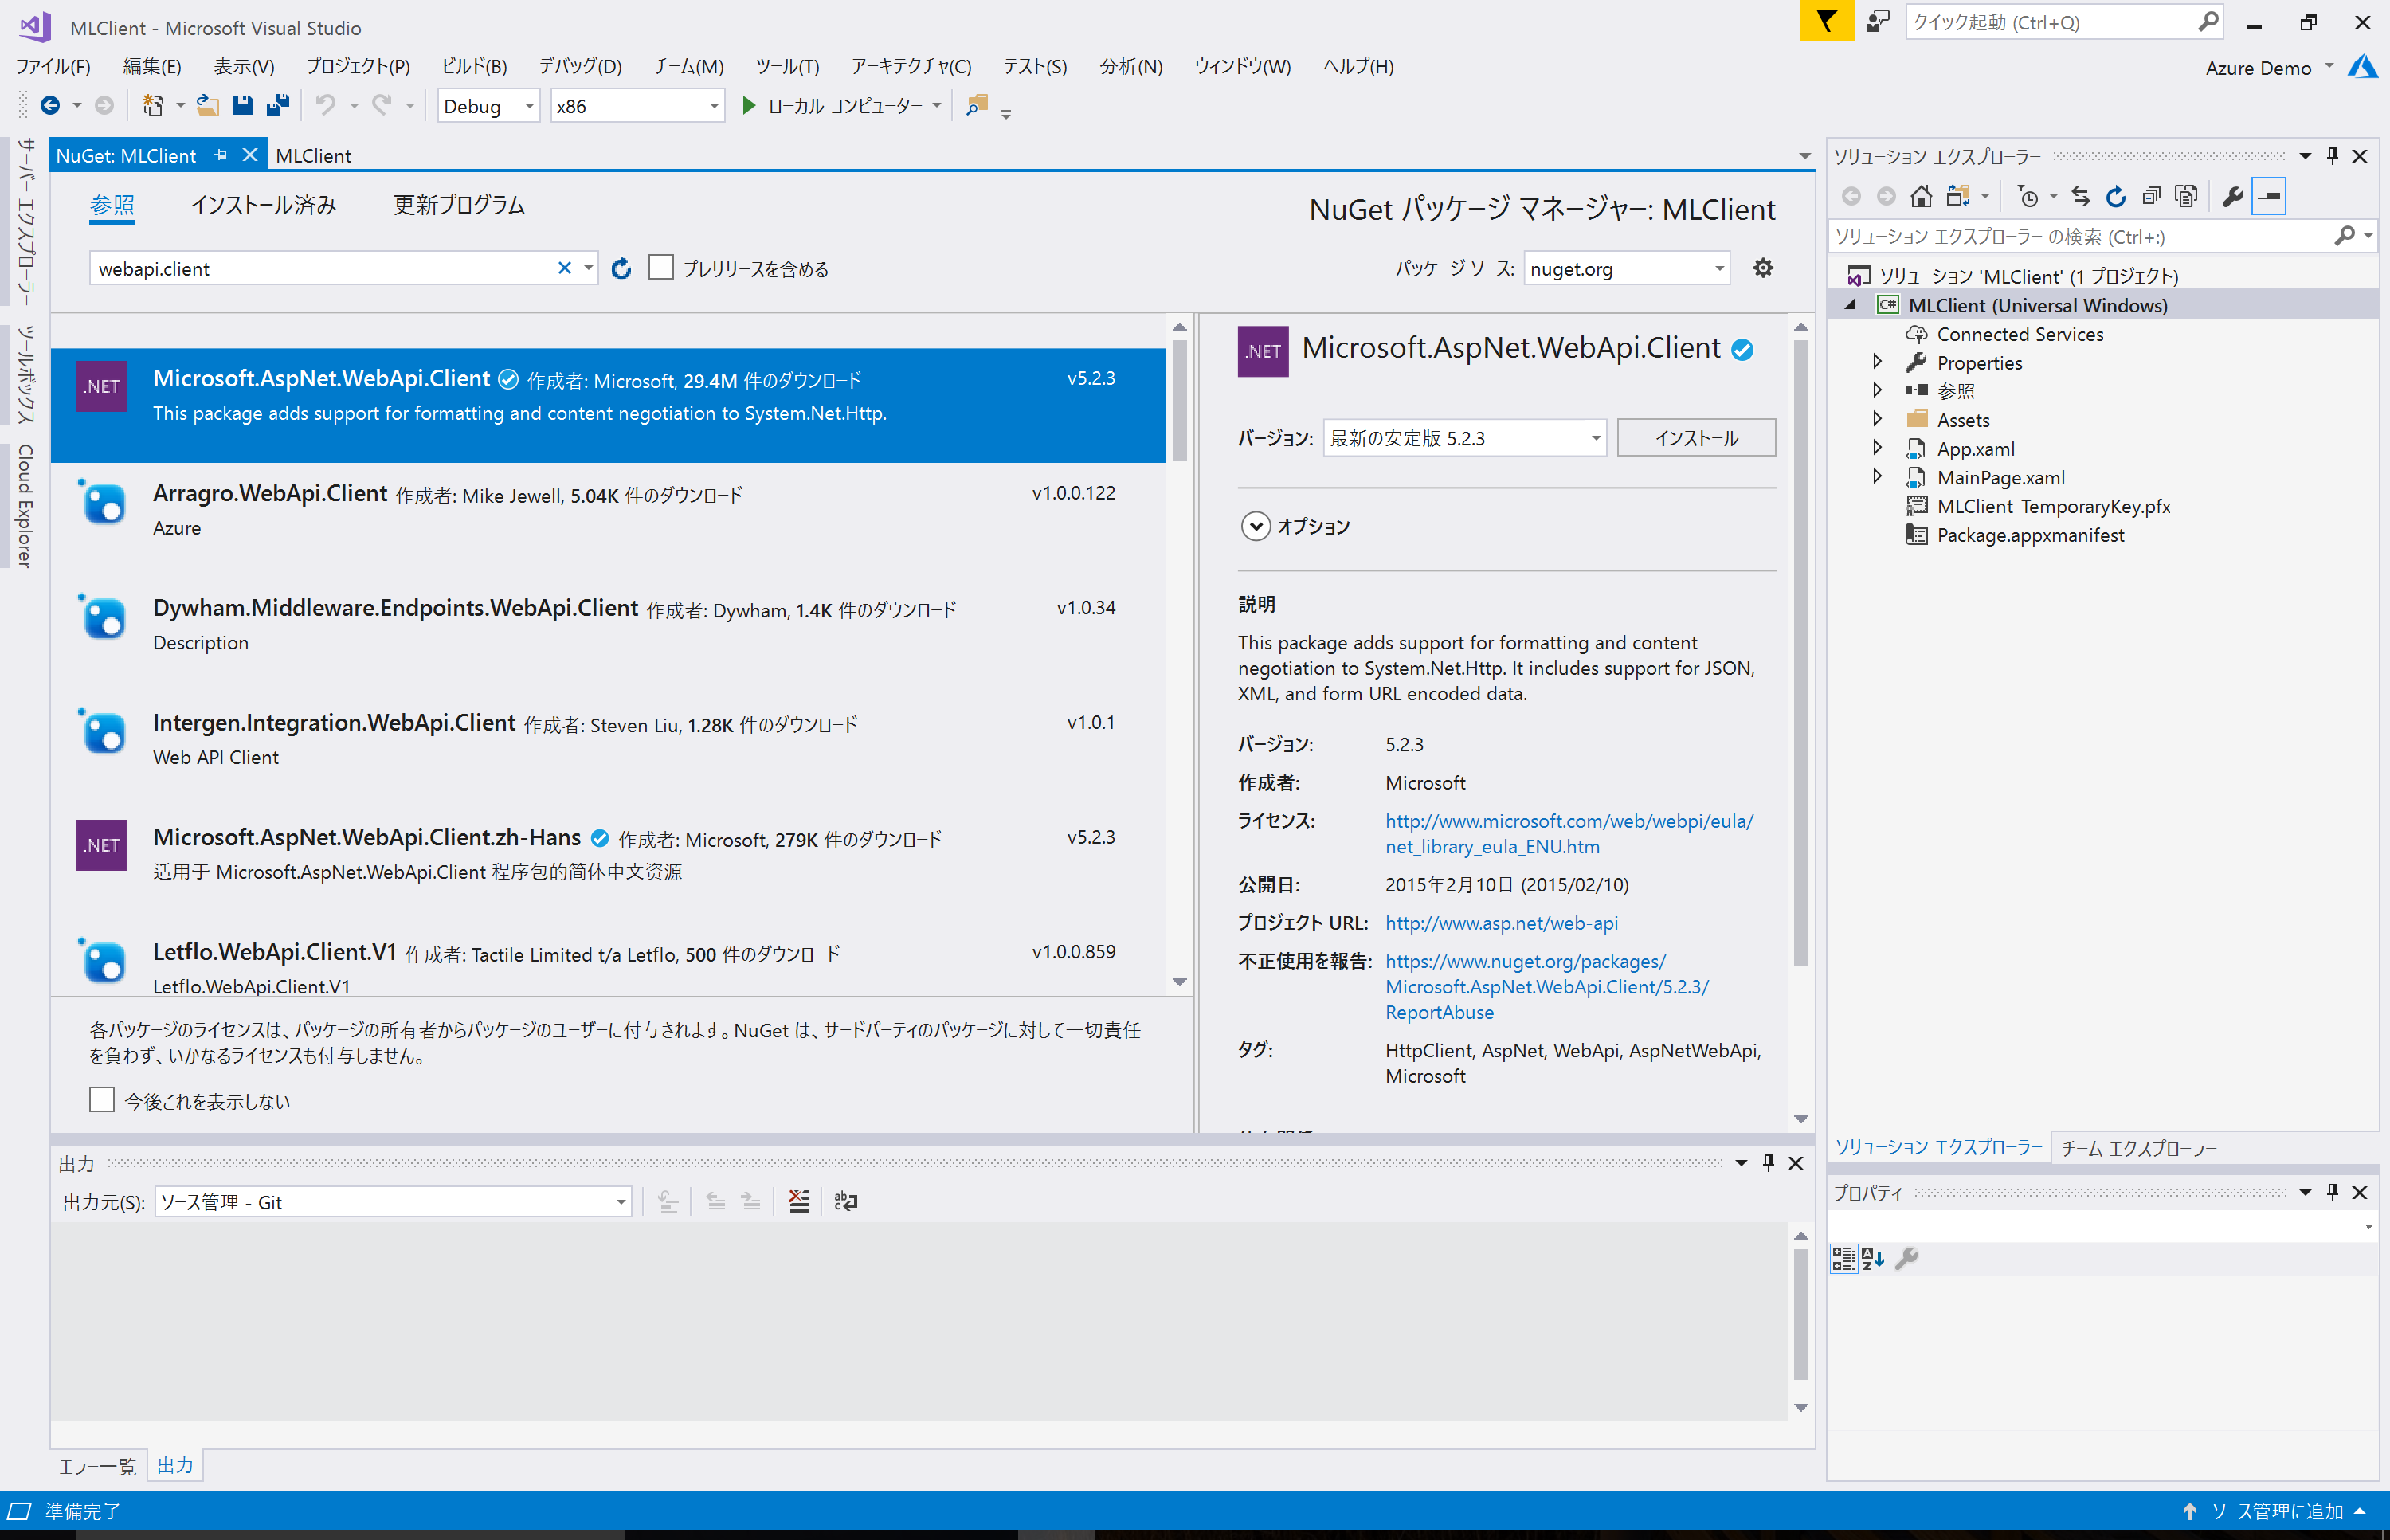 MLClient - Microsoft Visual Studio
クイック起動 (Ctrl+Q)
ファイル(F) 編集(E) 表示(V) プロジェクト(P) ビルド(B) デバッグ(D) チーム(M) ツール(T) アーキテクチャ(C) テスト(S) 分析(N) ウィンドウ(W) ヘルプ(H)
Azure Demo
Debug x86 ローカル コンピューター
サーバー エクスプローラー
ツールボックス
Cloud Explorer
NuGet: MLClient MLClient
参照 インストール済み 更新プログラム
NuGet パッケージ マネージャー: MLClient
webapi.client
プレリリースを含める
パッケージ ソース: nuget.org
.NET
Microsoft.AspNet.WebApi.Client 作成者: Microsoft, 29.4M 件のダウンロード v5.2.3
This package adds support for formatting and content negotiation to System.Net.Http.
Arragro.WebApi.Client 作成者: Mike Jewell, 5.04K 件のダウンロード v1.0.0.122
Azure
Dywham.Middleware.Endpoints.WebApi.Client 作成者: Dywham, 1.4K 件のダウンロード v1.0.34
Description
Intergen.Integration.WebApi.Client 作成者: Steven Liu, 1.28K 件のダウンロード v1.0.1
Web API Client
.NET
Microsoft.AspNet.WebApi.Client.zh-Hans 作成者: Microsoft, 279K 件のダウンロード v5.2.3
适用于 Microsoft.AspNet.WebApi.Client 程序包的简体中文资源
Letflo.WebApi.Client.V1 作成者: Tactile Limited t/a Letflo, 500 件のダウンロード v1.0.0.859
Letflo.WebApi.Client.V1
各パッケージのライセンスは、パッケージの所有者からパッケージのユーザーに付与されます。NuGet は、サードパーティのパッケージに対して一切責任
を負わず、いかなるライセンスも付与しません。
今後これを表示しない
.NET
Microsoft.AspNet.WebApi.Client
バージョン: 最新の安定版 5.2.3 インストール
オプション
説明
This package adds support for formatting and content
negotiation to System.Net.Http. It includes support for JSON,
XML, and form URL encoded data.
バージョン: 5.2.3
作成者: Microsoft
ライセンス: http://www.microsoft.com/web/webpi/eula/
net_library_eula_ENU.htm
公開日: 2015年2月10日 (2015/02/10)
プロジェクト URL: http://www.asp.net/web-api
不正使用を報告: https://www.nuget.org/packages/
Microsoft.AspNet.WebApi.Client/5.2.3/
ReportAbuse
タグ: HttpClient, AspNet, WebApi, AspNetWebApi,
Microsoft
ソリューション エクスプローラー
ソリューション エクスプローラー の検索 (Ctrl+:)
ソリューション 'MLClient' (1 プロジェクト)
C# MLClient (Universal Windows)
Connected Services
Properties
参照
Assets
App.xaml
MainPage.xaml
MLClient_TemporaryKey.pfx
Package.appxmanifest
ソリューション エクスプローラー チーム エクスプローラー
プロパティ
出力
出力元(S): ソース管理 - Git
エラー一覧 出力
準備完了
ソース管理に追加